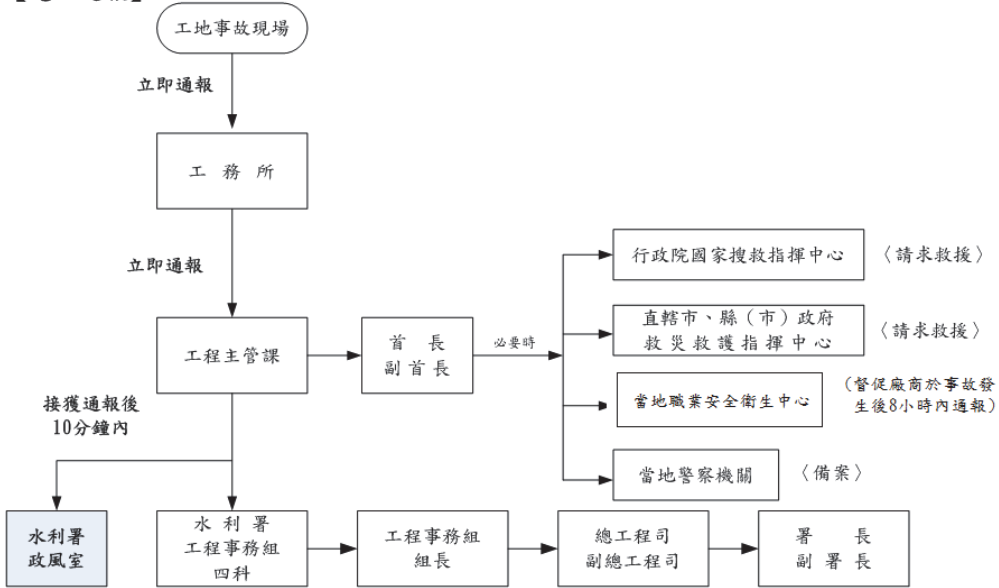 工地事故現場
立即通報
工務所
立即通報
工程主管課
首長
副首長
必要時
行政院國家搜救指揮中心
〈請求救援〉
直轄市、縣（市）政府
救災救護指揮中心
〈請求救援〉
當地職業安全衛生中心
（督促廠商於事故發
生後8小時內通報）
當地警察機關
〈備案〉
接獲通報後
10分鐘內
水利署
政風室
水利署
工程事務組
四科
工程事務組
組長
總工程司
副總工程司
署長
副署長